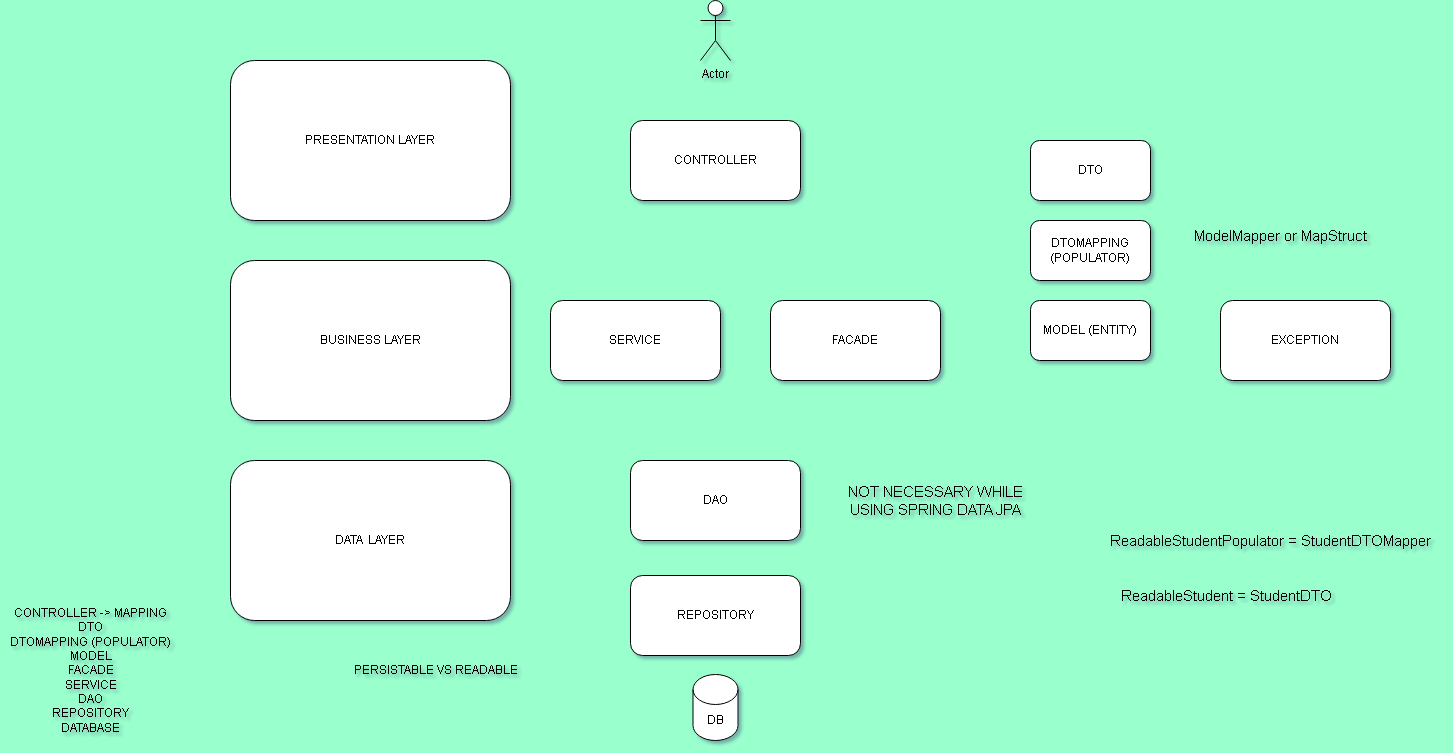 Actor
PRESENTATION LAYER
CONTROLLER
DTO
DTOMAPPING
(POPULATOR)
ModelMapper or MapStruct
BUSINESS LAYER
SERVICE
FACADE
MODEL (ENTITY)
EXCEPTION
DATA LAYER
DAO
NOT NECESSARY WHILE
USING SPRING DATA JPA
ReadableStudentPopulator = StudentDTOMapper
ReadableStudent = StudentDTO
REPOSITORY
CONTROLLER -> MAPPING
DTO
DTOMAPPING (POPULATOR)
MODEL
FACADE
SERVICE
DAO
REPOSITORY
DATABASE
PERSISTABLE VS READABLE
DB